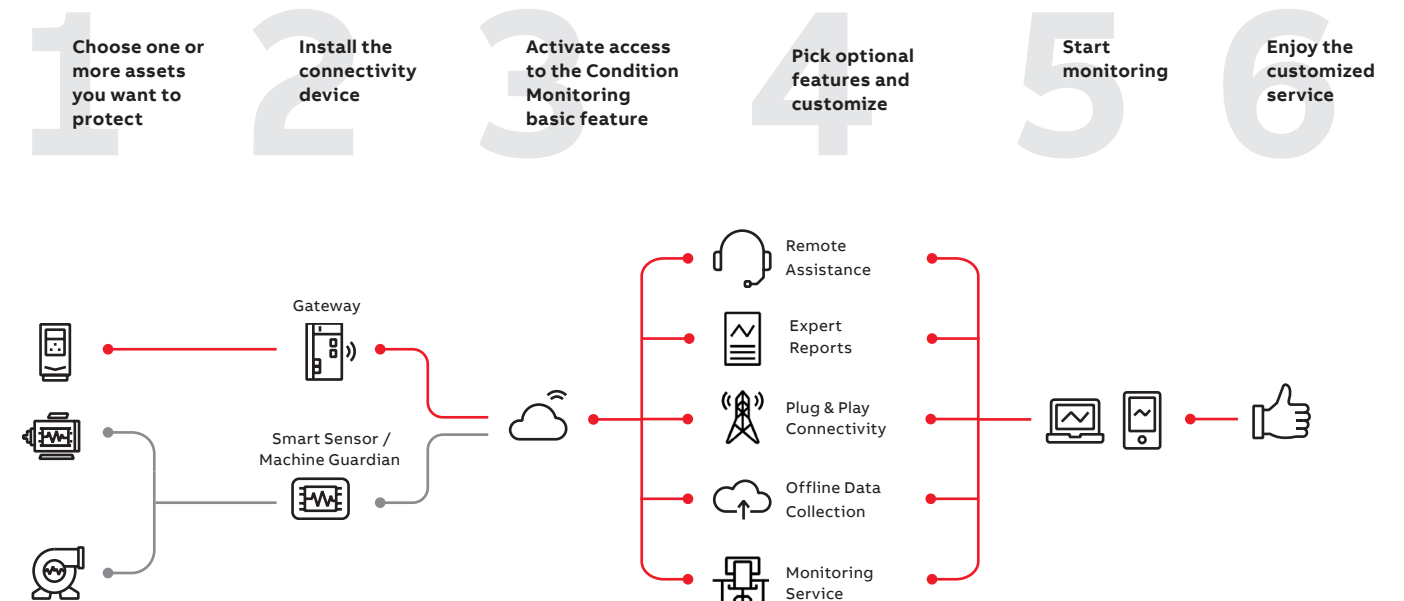 1
Choose one or
more assets
you want to
protect
2
Install the
connectivity
device
3
Activate access
to the Condition
Monitoring
basic feature
4
Pick optional
features and
customize
5
Start
monitoring
6
Enjoy the
customized
service
Gateway
Smart Sensor /
Machine Guardian
Remote
Assistance
Expert
Reports
Plug & Play
Connectivity
Offline Data
Collection
Monitoring
Service